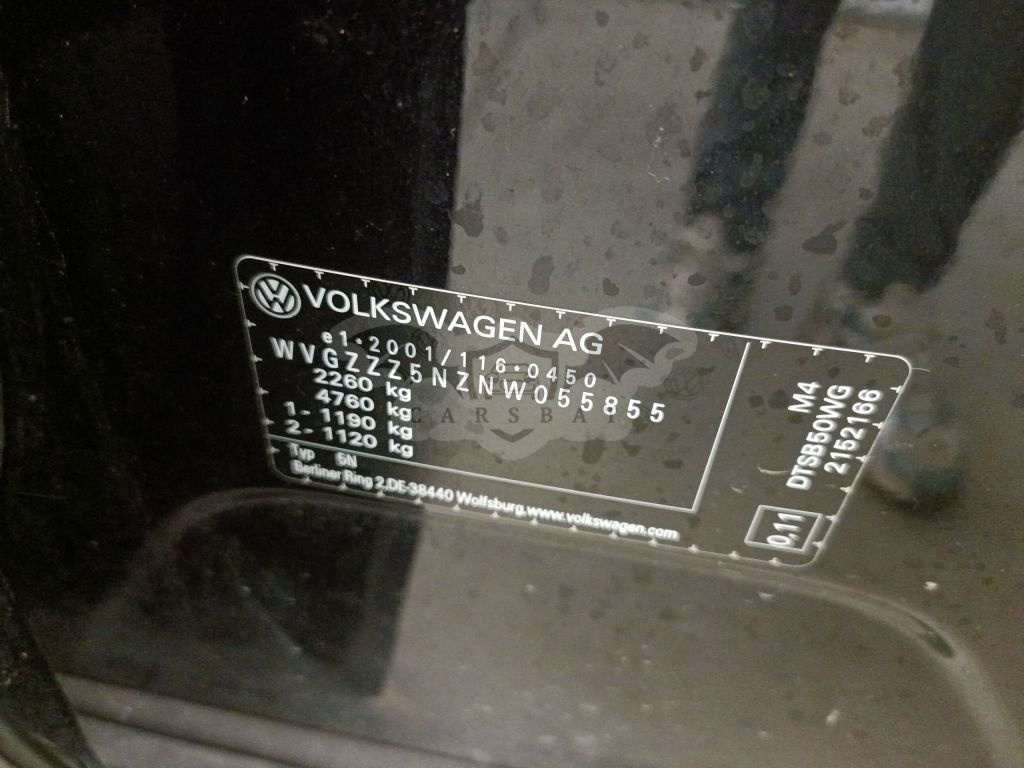 VOLKSWAGEN AG
e1*2001/116*0450
WVGZZZ5NZNW055855
2260 kg
4760 kg
1- 1190 kg
2- 1120 kg
Typ 5N
Berliner Ring 2,DE-38440 Wolfsburg,www.volkswagen.com
M4
DTSB50WG
2152166
0,11
CARSBAT